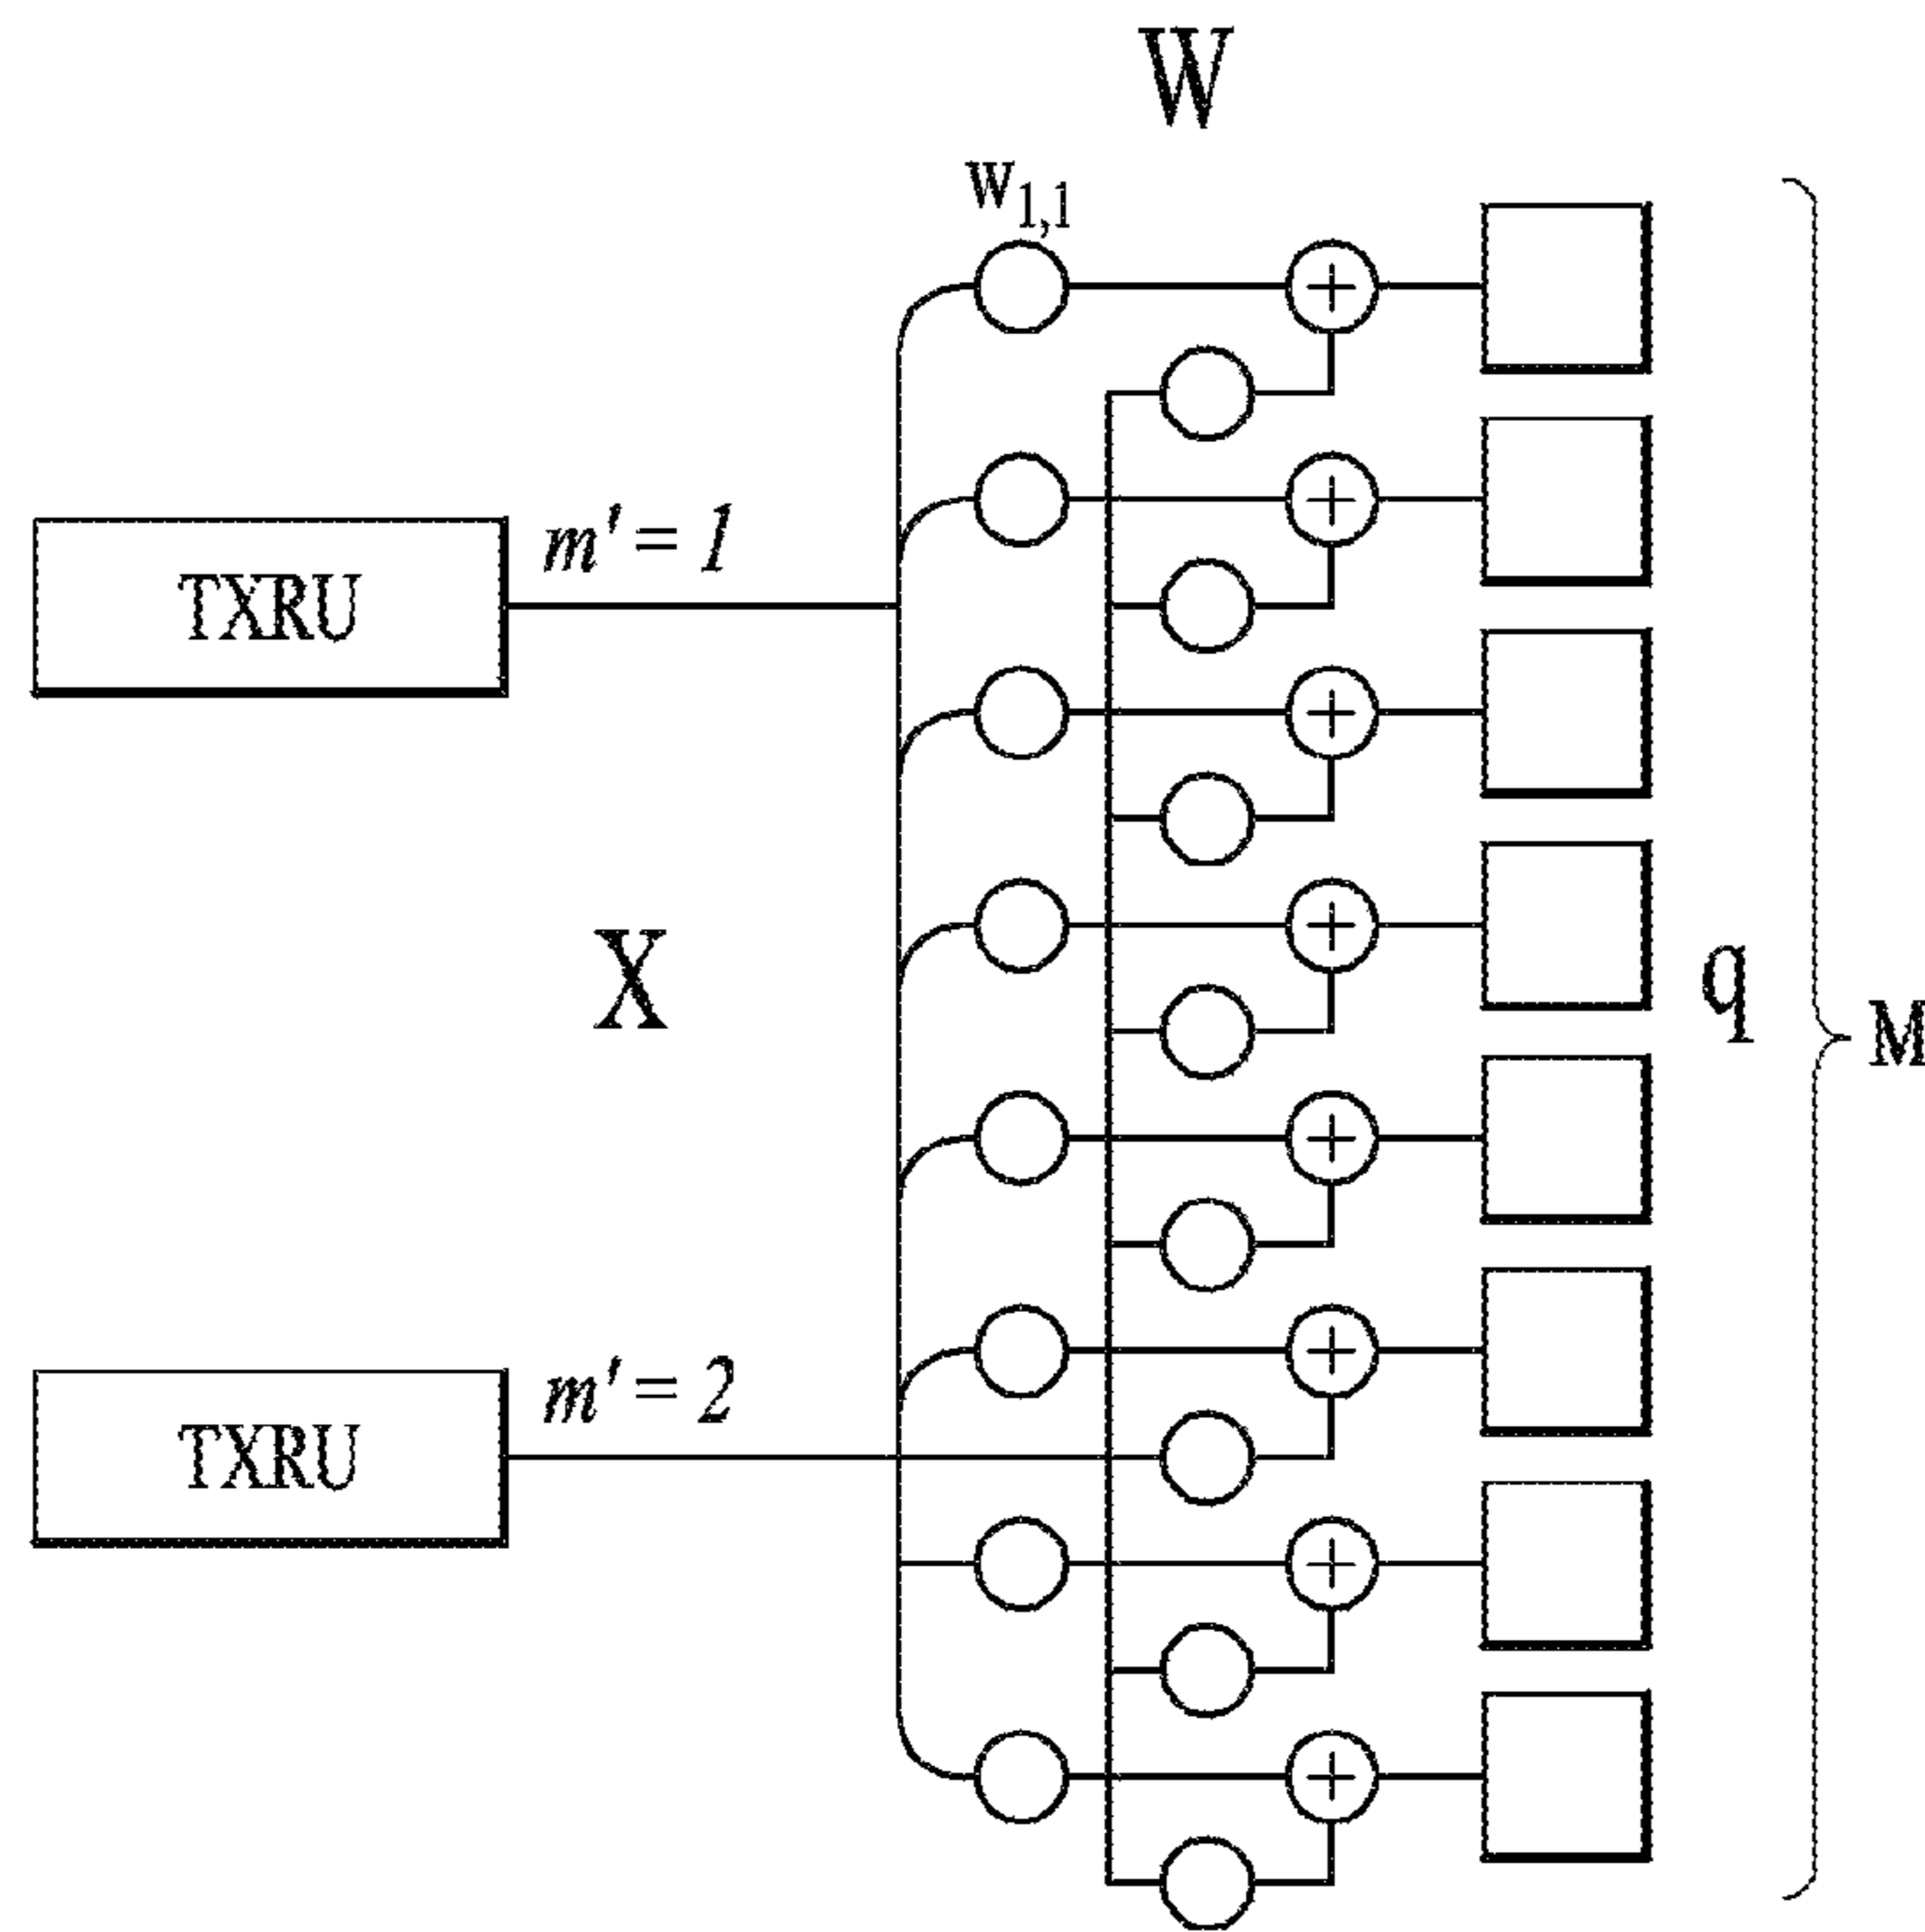 W
w1,1
m' = 1
TXRU
X
q
M
m' = 2
TXRU